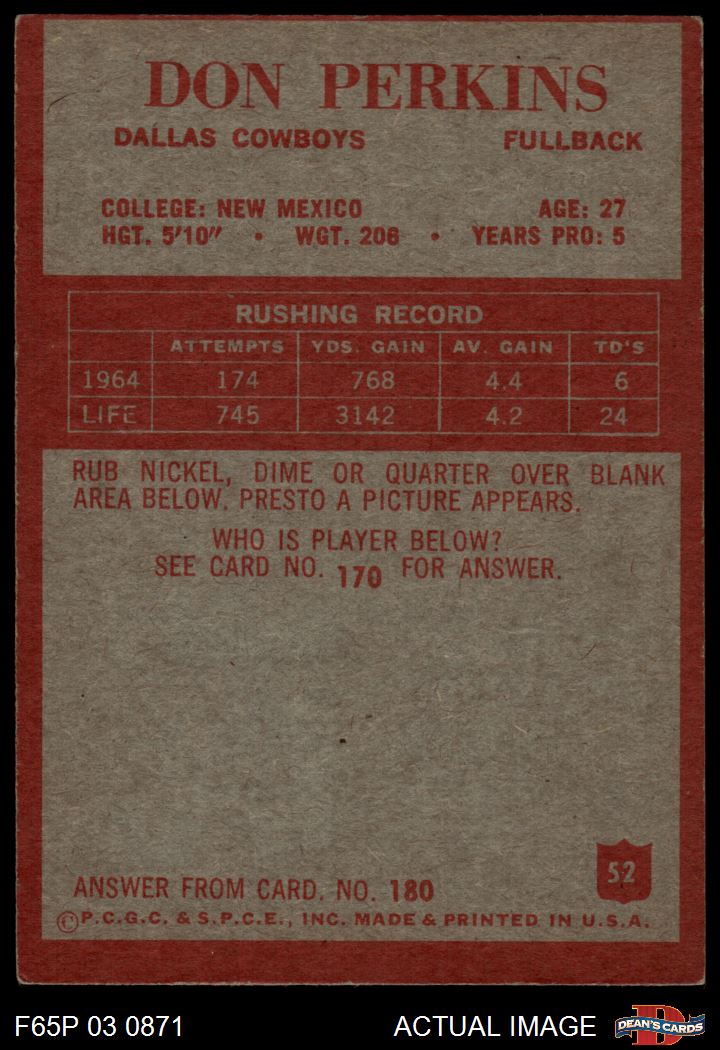 DON PERKINS
DALLAS COWBOYS FULLBACK
COLLEGE: NEW MEXICO AGE: 27
HGT. 5'10" • WGT. 206 • YEARS PRO: 5
RUSHING RECORD
ATTEMPTS YDS. GAIN AV. GAIN TD'S
1964 174 768 4.4 6
LIFE 745 3142 4.2 24
RUB NICKEL, DIME OR QUARTER OVER BLANK
AREA BELOW. PRESTO A PICTURE APPEARS.
WHO IS PLAYER BELOW?
SEE CARD NO. 170 FOR ANSWER.
52
ANSWER FROM CARD. NO. 180
©P.C.G.C. & S.P.C.E., INC. MADE & PRINTED IN U.S.A.
F65P 03 0871 ACTUAL IMAGE
D
DEAN'S CARDS